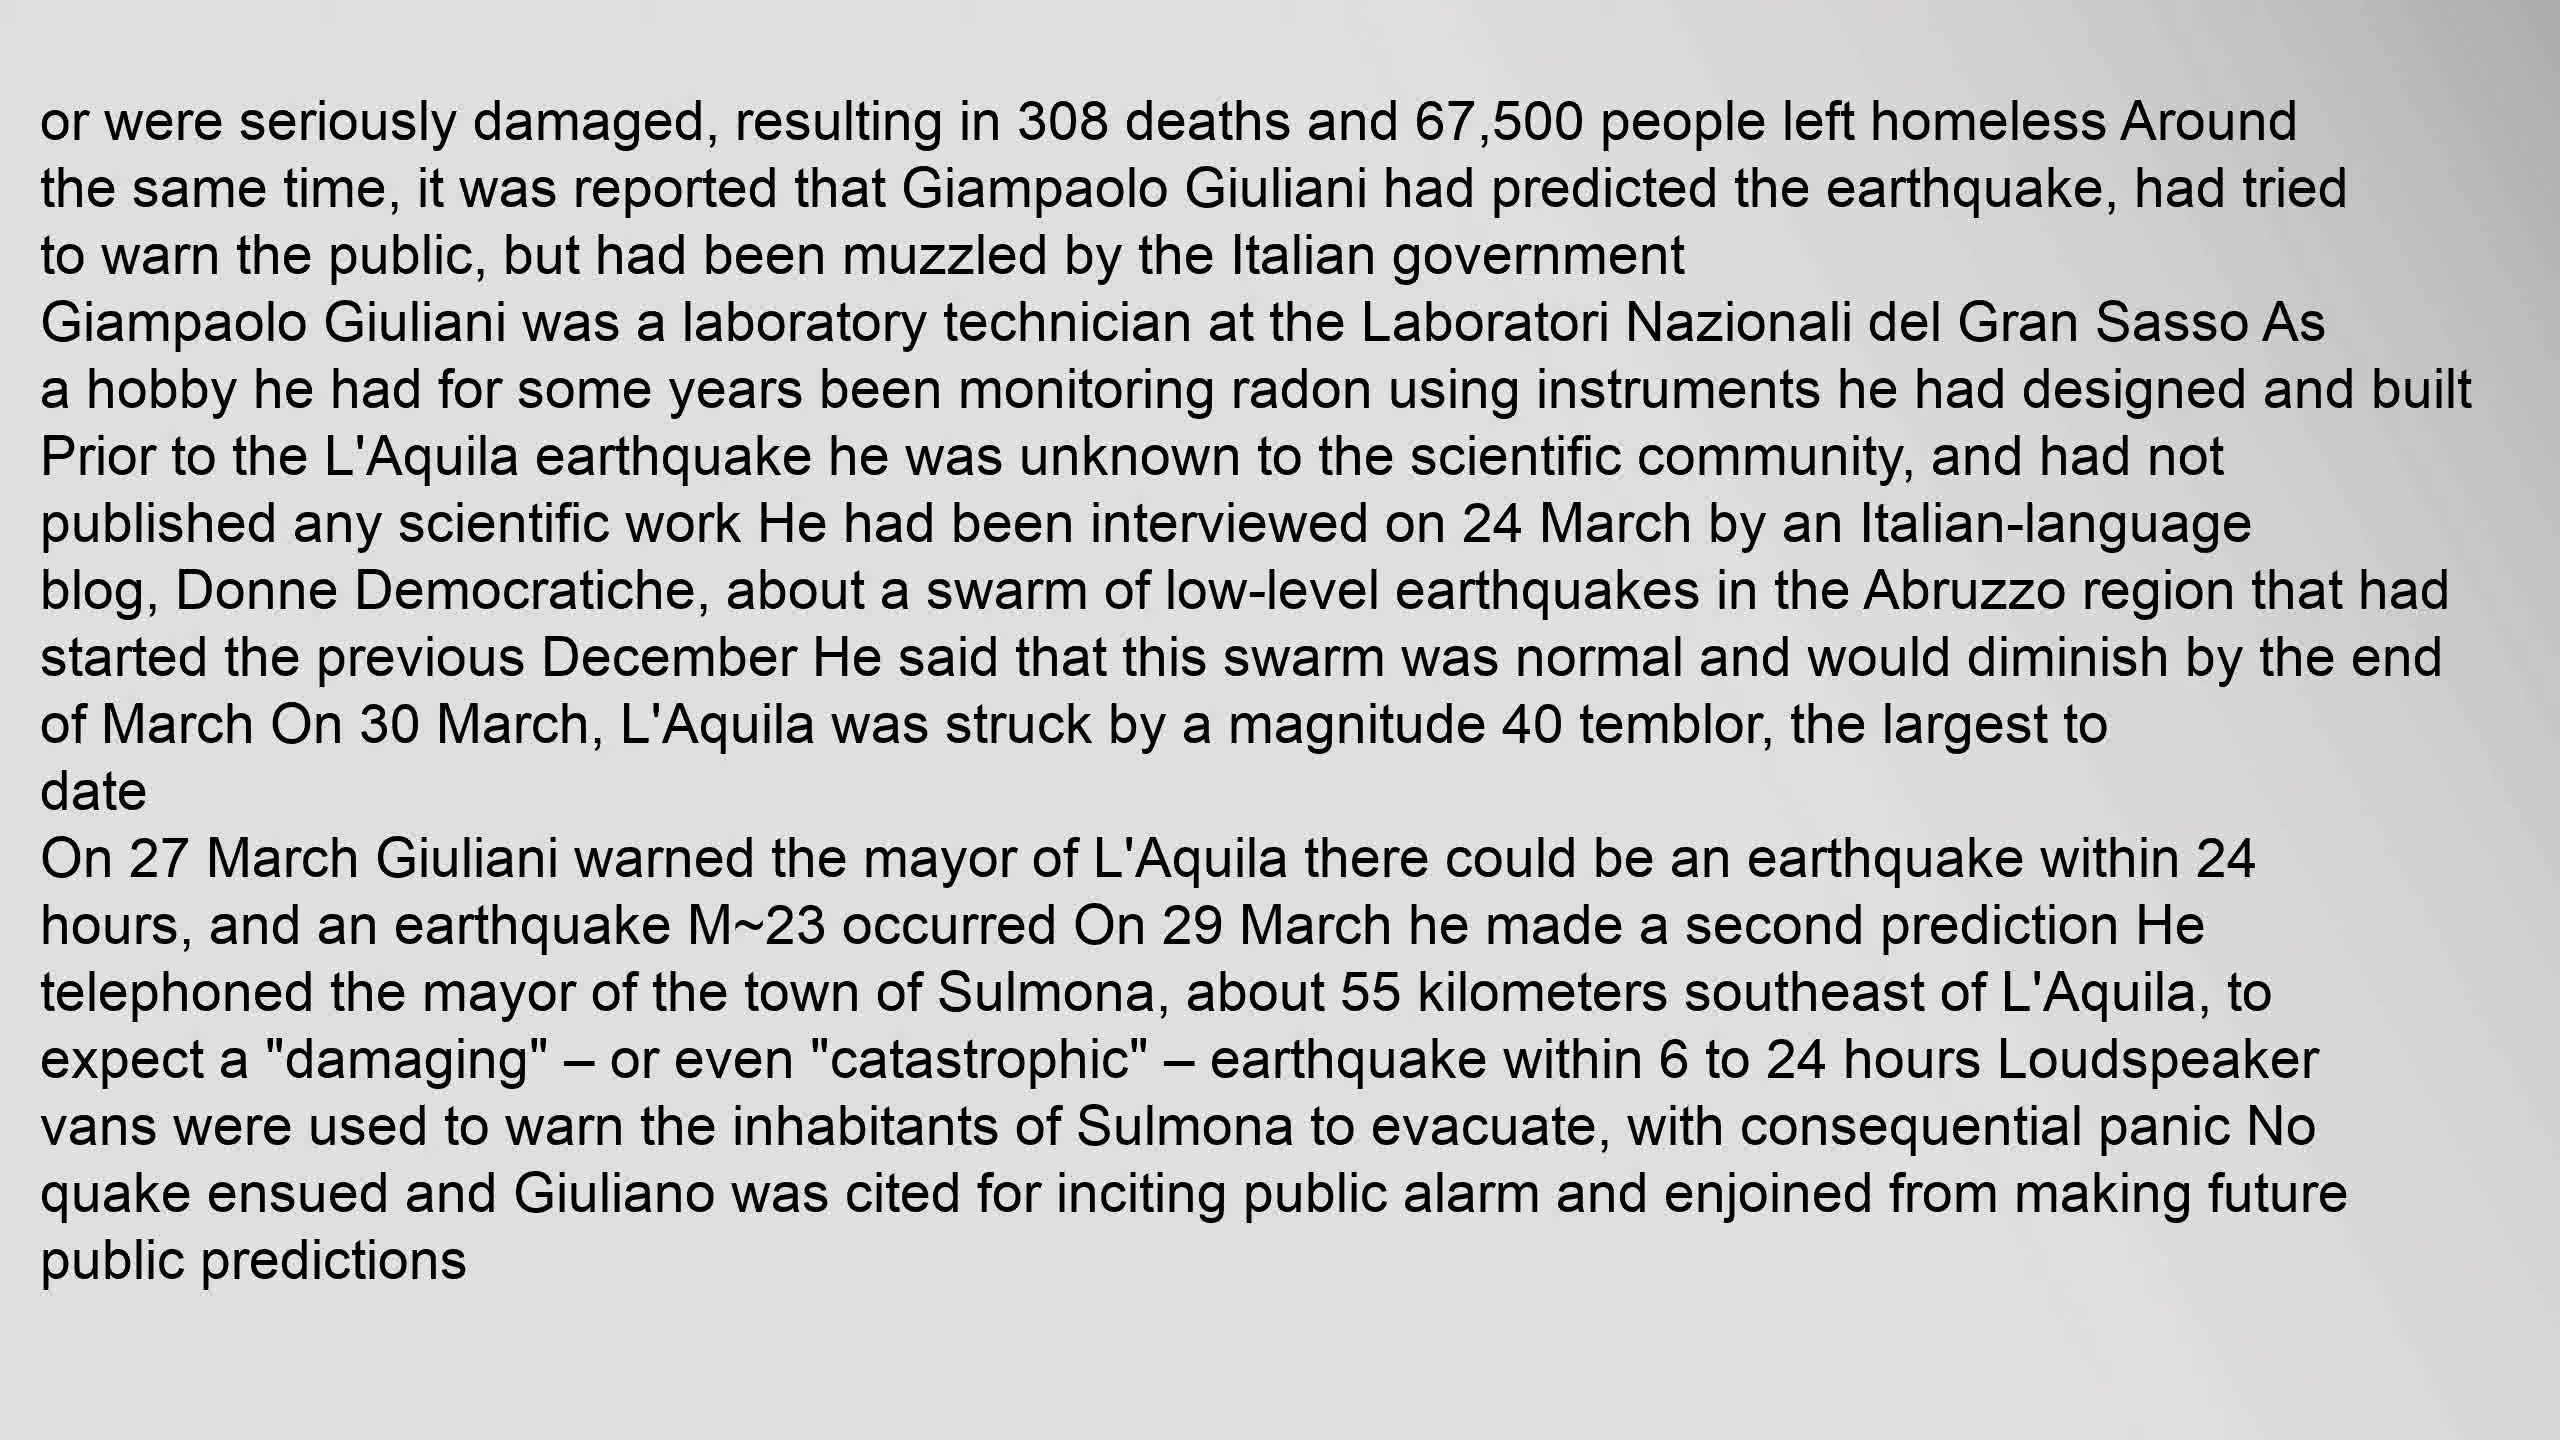 or were seriously damaged, resulting in 308 deaths and 67,500 people left homeless Around
the same time, it was reported that Giampaolo Giuliani had predicted the earthquake, had tried
to warn the public, but had been muzzled by the Italian government
Giampaolo Giuliani was a laboratory technician at the Laboratori Nazionali del Gran Sasso As
a hobby he had for some years been monitoring radon using instruments he had designed and built
Prior to the L'Aquila earthquake he was unknown to the scientific community, and had not
published any scientific work He had been interviewed on 24 March by an Italian-language
blog, Donne Democratiche, about a swarm of low-level earthquakes in the Abruzzo region that had
started the previous December He said that this swarm was normal and would diminish by the end
of March On 30 March, L'Aquila was struck by a magnitude 40 temblor, the largest to
date
On 27 March Giuliani warned the mayor of L'Aquila there could be an earthquake within 24
hours, and an earthquake M~23 occurred On 29 March he made a second prediction He
telephoned the mayor of the town of Sulmona, about 55 kilometers southeast of L'Aquila, to
expect a "damaging" – or even "catastrophic" – earthquake within 6 to 24 hours Loudspeaker
vans were used to warn the inhabitants of Sulmona to evacuate, with consequential panic No
quake ensued and Giuliano was cited for inciting public alarm and enjoined from making future
public predictions